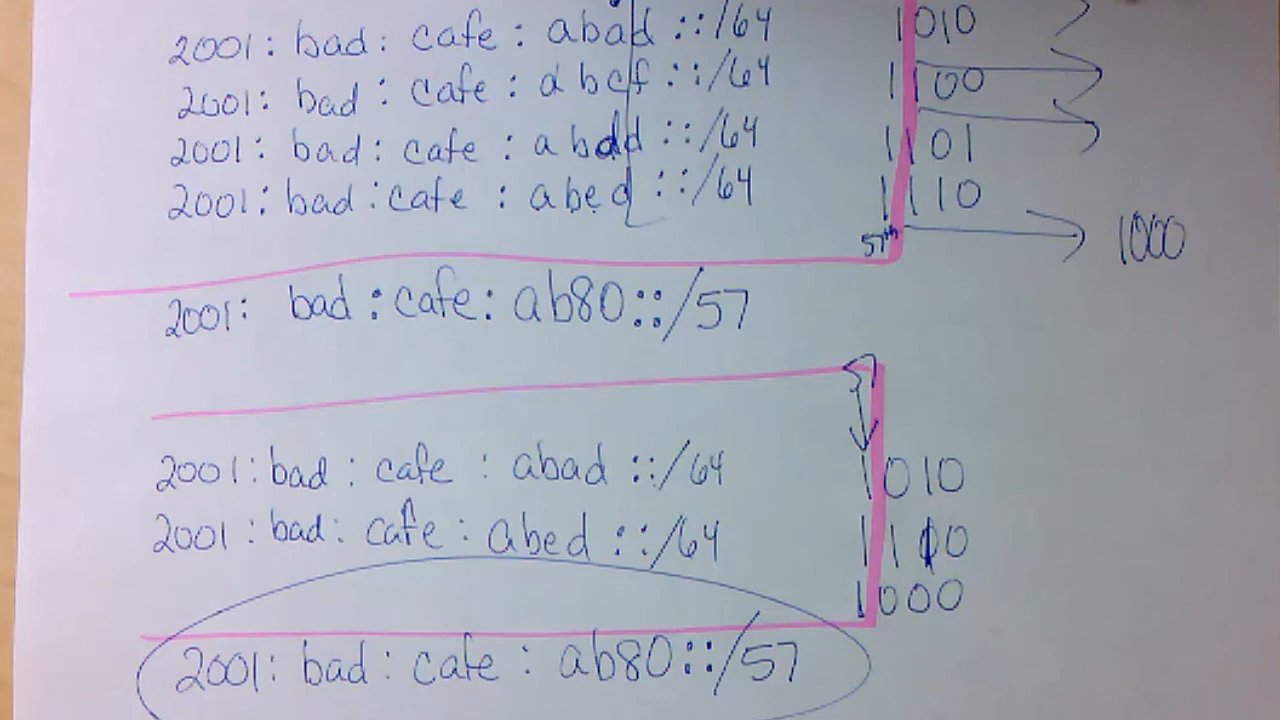 2001: bad: cafe: abad ::/64 1010
2001: bad: cafe: abcf ::/64 1100
2001: bad: cafe: abdd ::/64 1101
2001: bad: cafe: abed ::/64 1110
57th 1000
2001: bad: cafe: ab80::/57
57
2001: bad: cafe: abad ::/64 1010
2001: bad: cafe: abed ::/64 1110
1000
2001: bad: cafe: ab80::/57